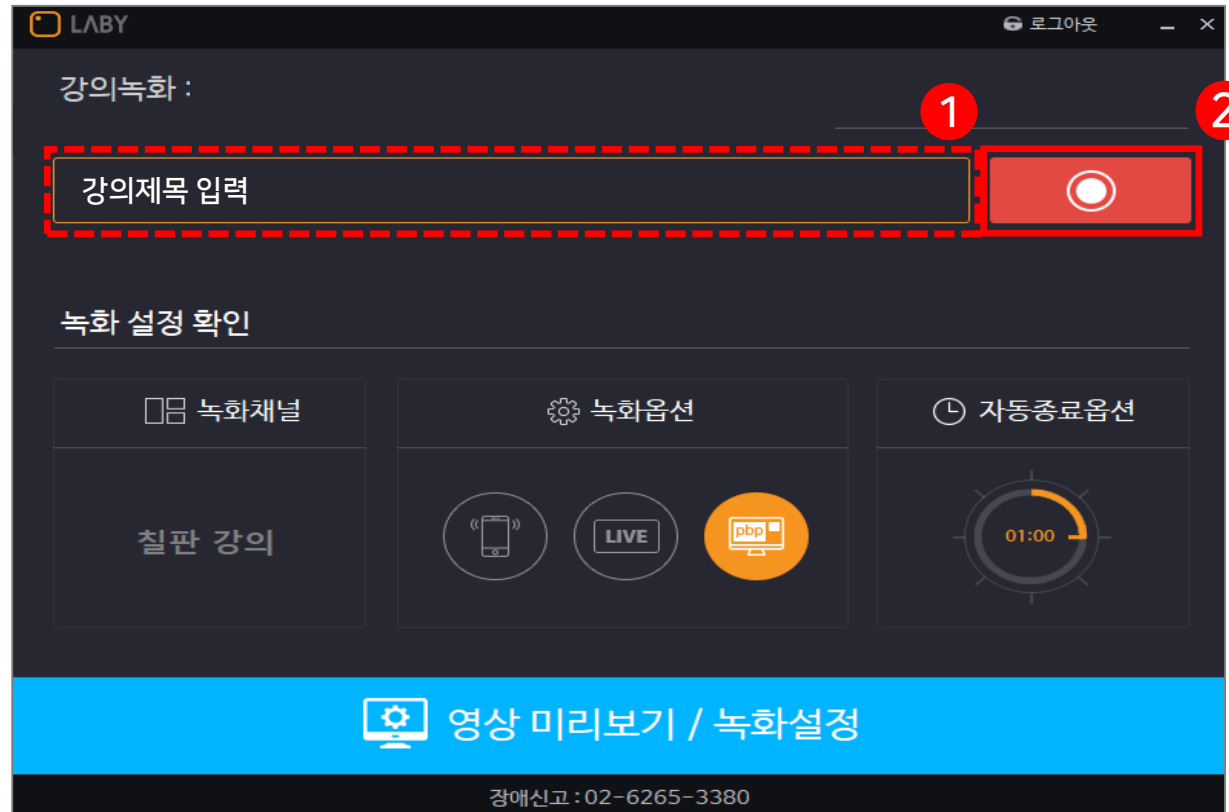 LABY 로그아웃
강의녹화 :
1 2
강의제목 입력
녹화 설정 확인
녹화채널 녹화옵션 자동종료옵션
칠판 강의 LIVE pbp 01:00
영상 미리보기 / 녹화설정
장애신고 : 02-6265-3380